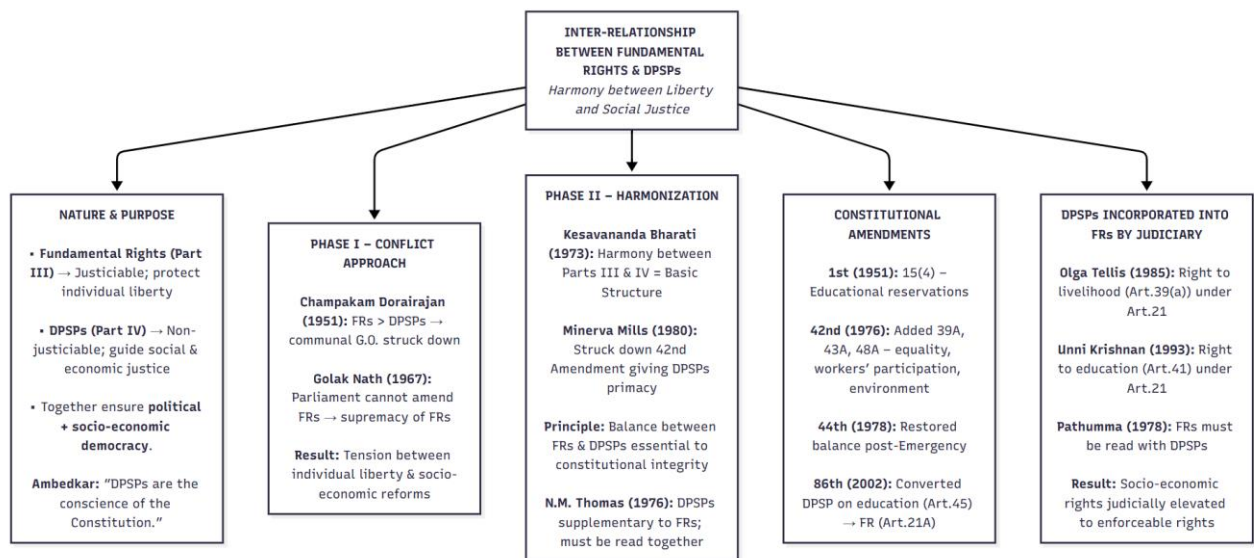 INTER-RELATIONSHIP
BETWEEN FUNDAMENTAL
RIGHTS & DPSPs
Harmony between Liberty
and Social Justice
NATURE & PURPOSE
▪ Fundamental Rights (Part
III) → Justiciable; protect
individual liberty
▪ DPSPs (Part IV) → Non-
justiciable; guide social &
economic justice
▪ Together ensure political
+ socio-economic
democracy.
Ambedkar: “DPSPs are the
conscience of the
Constitution.”
PHASE I – CONFLICT
APPROACH
Champakam Dorairajan
(1951): FRs > DPSPs →
communal G.O. struck down
Golak Nath (1967):
Parliament cannot amend
FRs → supremacy of FRs
Result: Tension between
individual liberty & socio-
economic reforms
PHASE II – HARMONIZATION
Kesavananda Bharati
(1973): Harmony between
Parts III & IV = Basic
Structure
Minerva Mills (1980):
Struck down 42nd
Amendment giving DPSPs
primacy
Principle: Balance between
FRs & DPSPs essential to
constitutional integrity
N.M. Thomas (1976): DPSPs
supplementary to FRs;
must be read together
CONSTITUTIONAL
AMENDMENTS
1st (1951): 15(4) –
Educational reservations
42nd (1976): Added 39A,
43A, 48A – equality,
workers’ participation,
environment
44th (1978): Restored
balance post-Emergency
86th (2002): Converted
DPSP on education (Art.45)
→ FR (Art.21A)
DPSPs INCORPORATED INTO
FRs BY JUDICIARY
Olga Tellis (1985): Right to
livelihood (Art.39(a)) under
Art.21
Unni Krishnan (1993): Right
to education (Art.41) under
Art.21
Pathumma (1978): FRs must
be read with DPSPs
Result: Socio-economic
rights judicially elevated
to enforceable rights